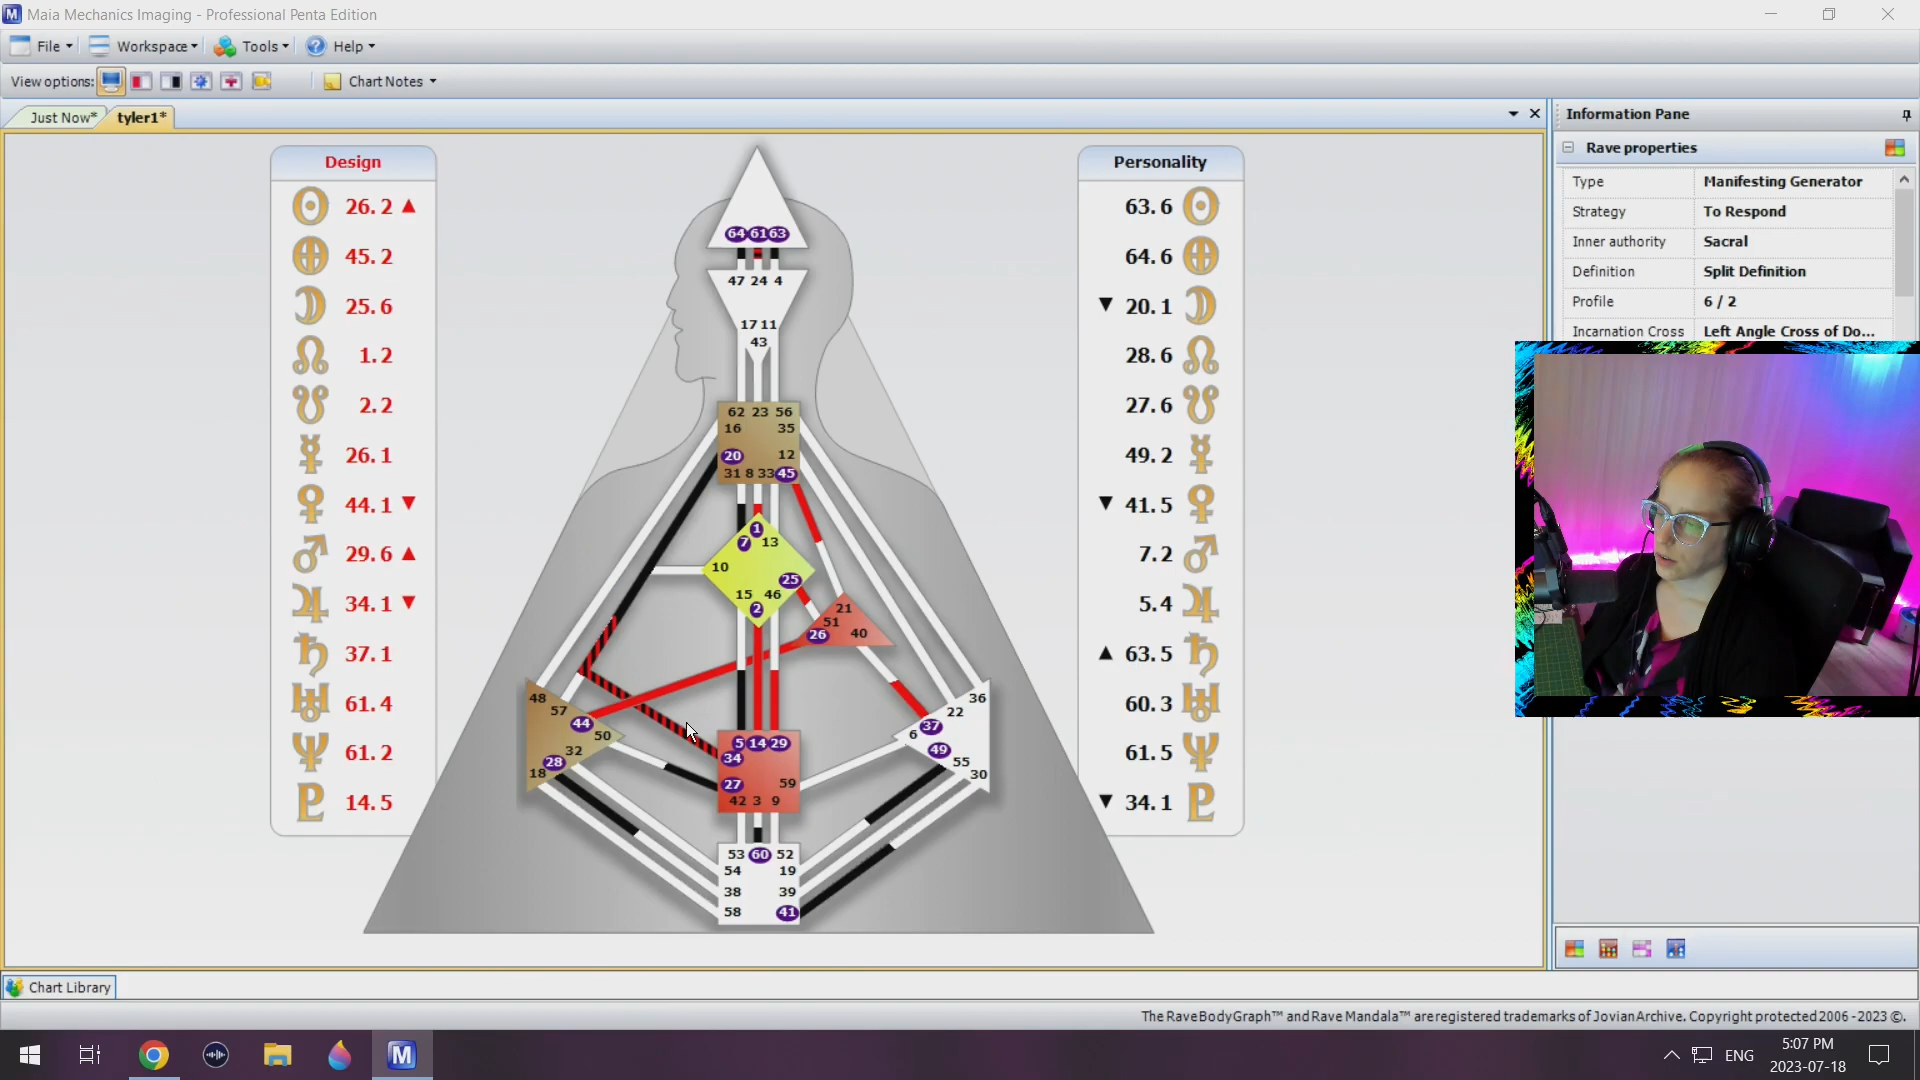 Maia Mechanics Imaging - Professional Penta Edition
File Workspace Tools Help
View options: Chart Notes
Just Now* tyler1*
Design
26.2
45.2
25.6
1.2
2.2
26.1
44.1
29.6
34.1
37.1
61.4
61.2
14.5
64 61 63
47 24 4
17 11
43
62 23 56
16 35
20 12
31 8 33 45
1
7 13
10
25
15 46
2
21
51
26 40
48
57
44
50
32
28
18
36
22
37
6
49
55
30
5 14 29
34
27 59
42 3 9
53 60 52
54 19
38 39
58 41
Personality
63.6
64.6
20.1
28.6
27.6
49.2
41.5
7.2
5.4
63.5
60.3
61.5
34.1
Information Pane
Rave properties
Type Manifesting Generator
Strategy To Respond
Inner authority Sacral
Definition Split Definition
Profile 6 / 2
Incarnation Cross Left Angle Cross of Do...
Chart Library
The RaveBodyGraph™ and Rave Mandala™ are registered trademarks of JovianArchive. Copyright protected 2006 - 2023 ©.
M
ENG
5:07 PM
2023-07-18